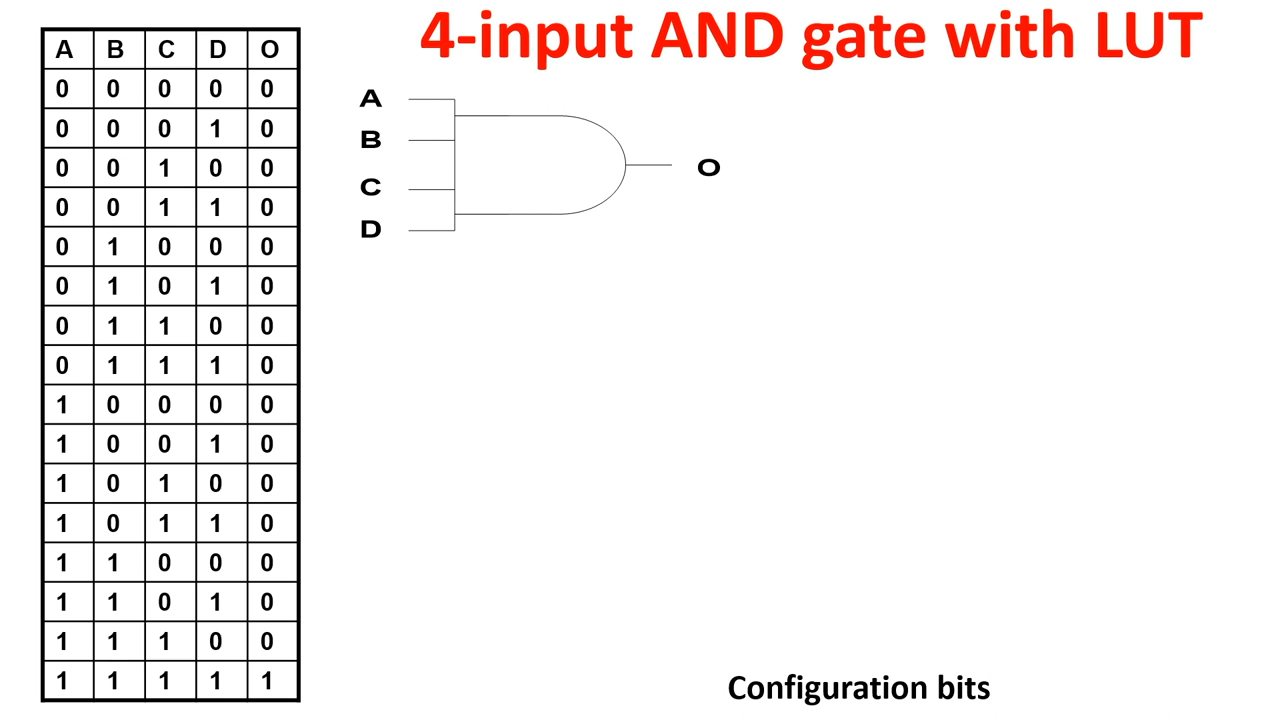 4-input AND gate with LUT
A B C D O
0 0 0 0 0
0 0 0 1 0
0 0 1 0 0
0 0 1 1 0
0 1 0 0 0
0 1 0 1 0
0 1 1 0 0
0 1 1 1 0
1 0 0 0 0
1 0 0 1 0
1 0 1 0 0
1 0 1 1 0
1 1 0 0 0
1 1 0 1 0
1 1 1 0 0
1 1 1 1 1
A
B
C
D
O
Configuration bits